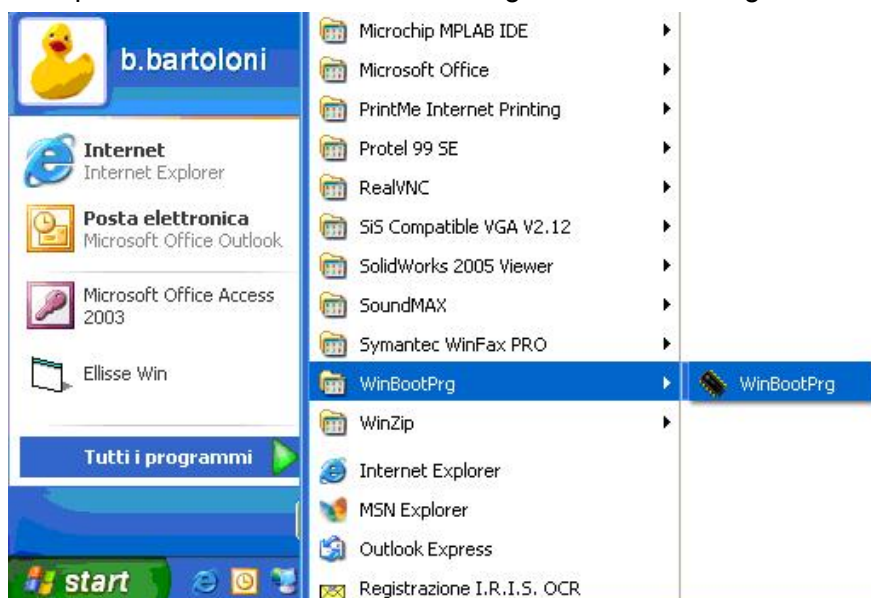 b.bartoloni
Internet
Internet Explorer
Posta elettronica
Microsoft Office Outlook
Microsoft Office Access
2003
Ellisse Win
Tutti i programmi
start
Microchip MPLAB IDE
Microsoft Office
PrintMe Internet Printing
Protel 99 SE
RealVNC
SiS Compatible VGA V2.12
SolidWorks 2005 Viewer
SoundMAX
Symantec WinFax PRO
WinBootPrg
WinZip
Internet Explorer
MSN Explorer
Outlook Express
Registrazione I.R.I.S. OCR
WinBootPrg